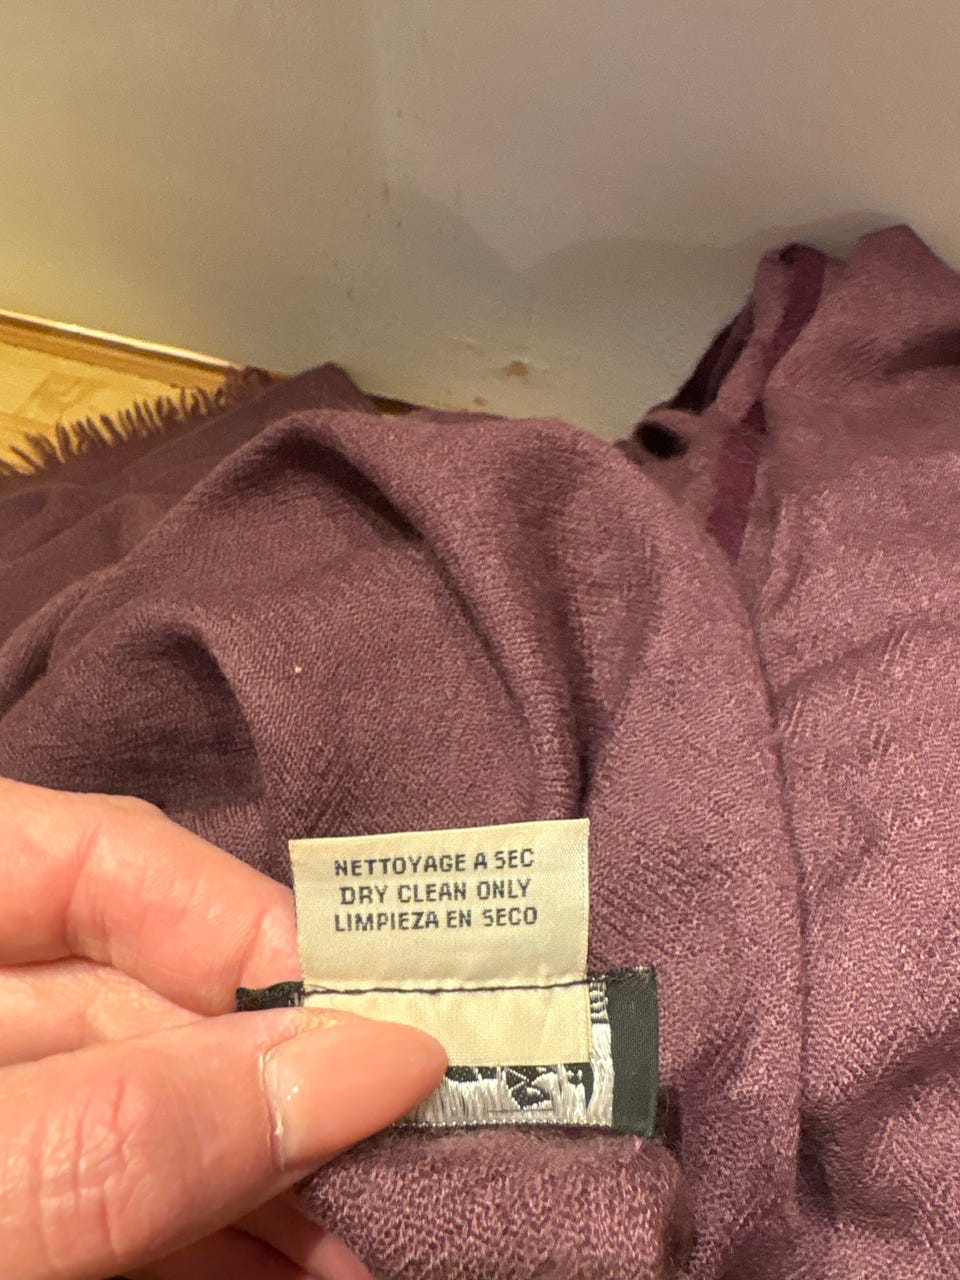 NETTOYAGE A SEC
DRY CLEAN ONLY
LIMPIEZA EN SECO